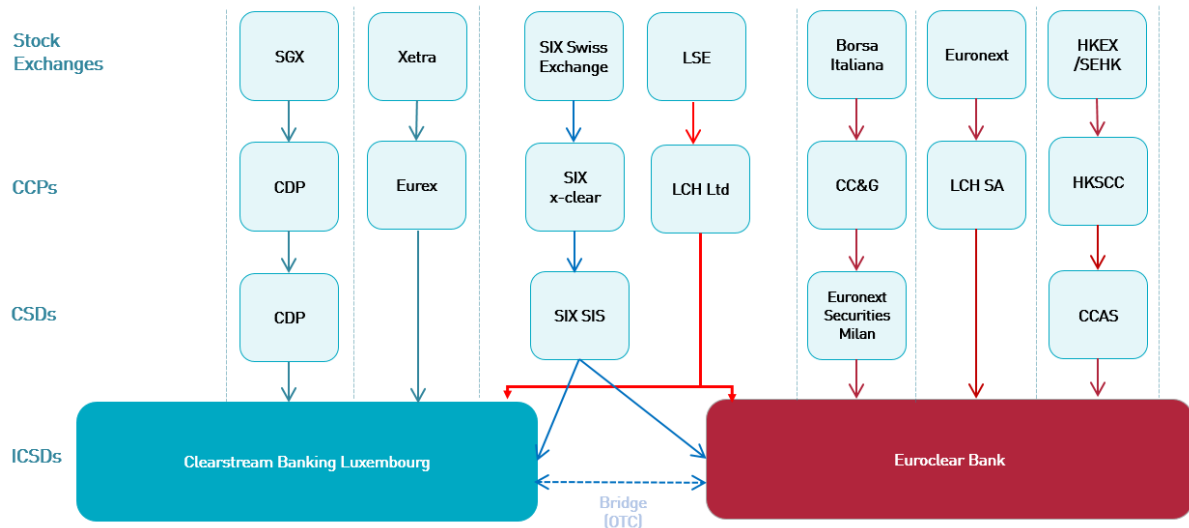 Stock
Exchanges
SGX
Xetra
SIX Swiss
Exchange
LSE
Borsa
Italiana
Euronext
HKEX
/SEHK
CCPs
CDP
Eurex
SIX
x-clear
LCH Ltd
CC&G
LCH SA
HKSCC
CSDs
CDP
SIX SIS
Euronext
Securities
Milan
CCAS
ICSDs
Clearstream Banking Luxembourg
Euroclear Bank
Bridge
(OTC)